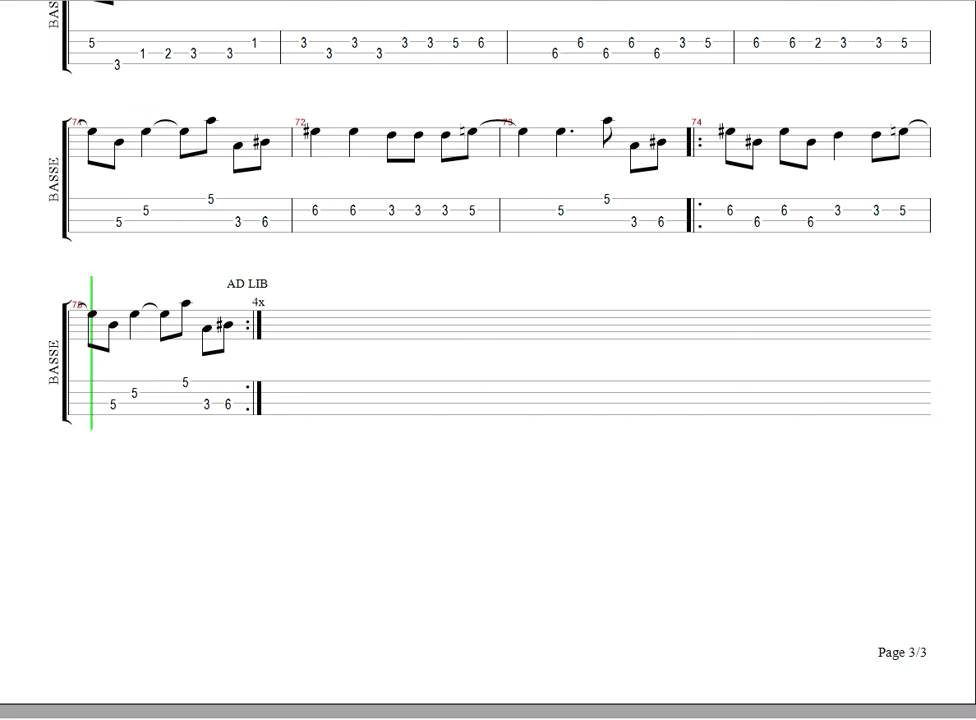 BAS
5 1 3 3 3 3 5 6 6 6 3 5 6 6 2 3 3 5
1 2 3 3 3 3 6 6 6
3
71 72 73 74
BASSE
5 5
5 6 6 3 3 3 5 5 6 6 3 3 5
5 3 6 3 6 6 6
AD LIB
75 4x
BASSE
5
5
5 3 6
Page 3/3